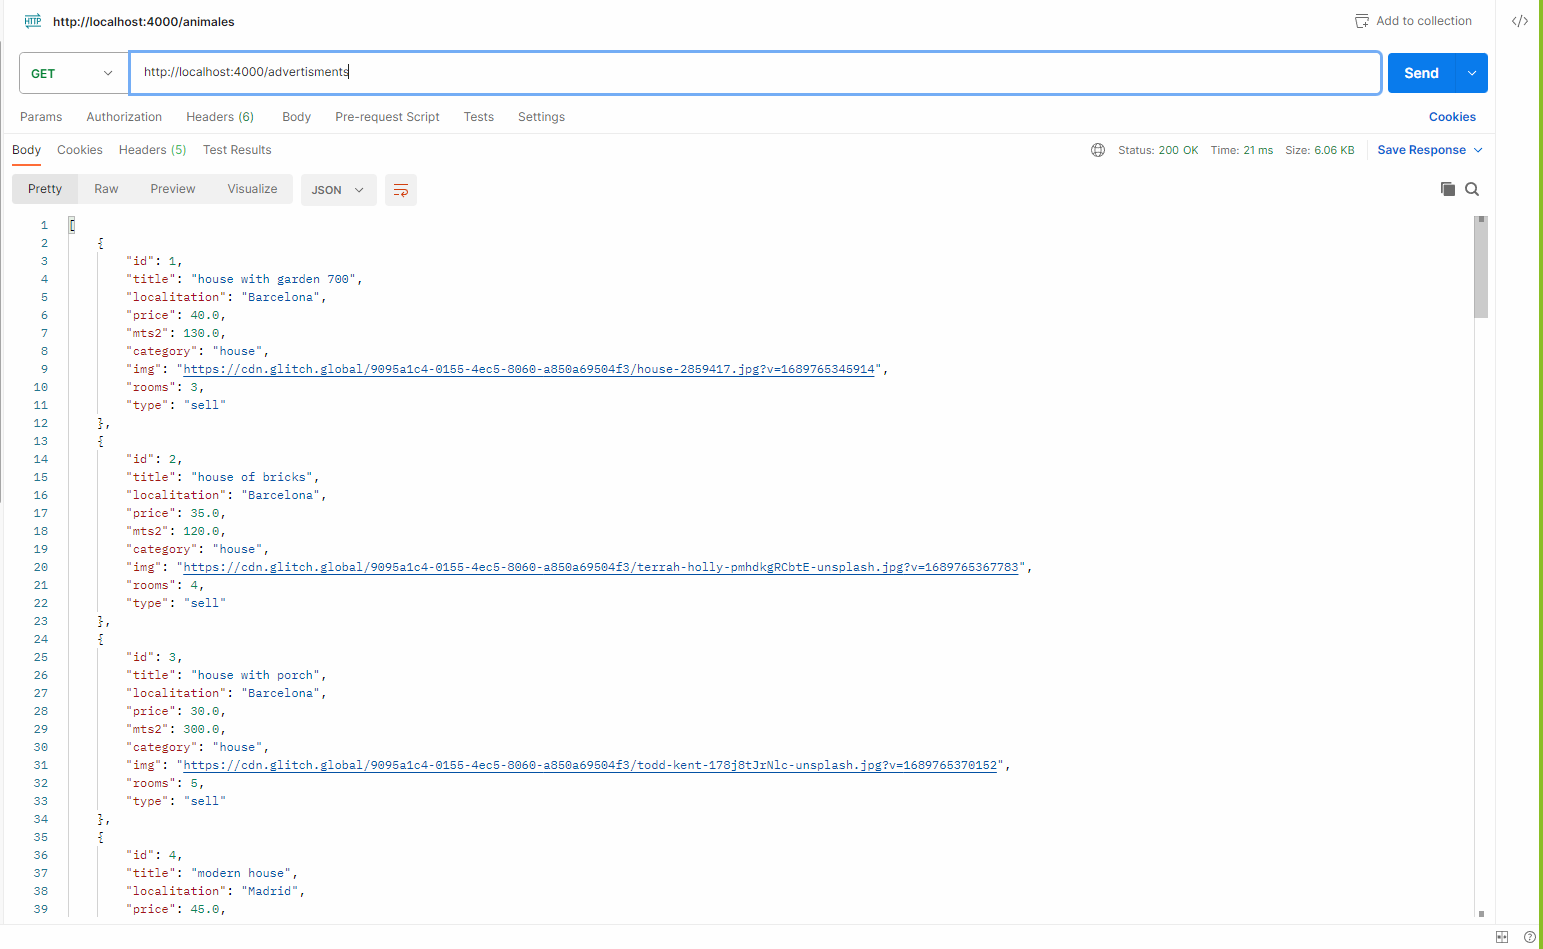 HTTP http://localhost:4000/animales
Add to collection
</>
GET http://localhost:4000/advertisments Send
Params Authorization Headers (6) Body Pre-request Script Tests Settings Cookies
Body Cookies Headers (5) Test Results Status: 200 OK Time: 21 ms Size: 6.06 KB Save Response
Pretty Raw Preview Visualize JSON
1 [
2 {
3 "id": 1,
4 "title": "house with garden 700",
5 "localitation": "Barcelona",
6 "price": 40.0,
7 "mts2": 130.0,
8 "category": "house",
9 "img": "https://cdn.glitch.global/9095a1c4-0155-4ec5-8060-a850a69504f3/house-2859417.jpg?v=1689765345914",
10 "rooms": 3,
11 "type": "sell"
12 },
13 {
14 "id": 2,
15 "title": "house of bricks",
16 "localitation": "Barcelona",
17 "price": 35.0,
18 "mts2": 120.0,
19 "category": "house",
20 "img": "https://cdn.glitch.global/9095a1c4-0155-4ec5-8060-a850a69504f3/terrah-holly-pmhdkgRCbtE-unsplash.jpg?v=1689765367783",
21 "rooms": 4,
22 "type": "sell"
23 },
24 {
25 "id": 3,
26 "title": "house with porch",
27 "localitation": "Barcelona",
28 "price": 30.0,
29 "mts2": 300.0,
30 "category": "house",
31 "img": "https://cdn.glitch.global/9095a1c4-0155-4ec5-8060-a850a69504f3/todd-kent-178j8tJrNlc-unsplash.jpg?v=1689765370152",
32 "rooms": 5,
33 "type": "sell"
34 },
35 {
36 "id": 4,
37 "title": "modern house",
38 "localitation": "Madrid",
39 "price": 45.0,